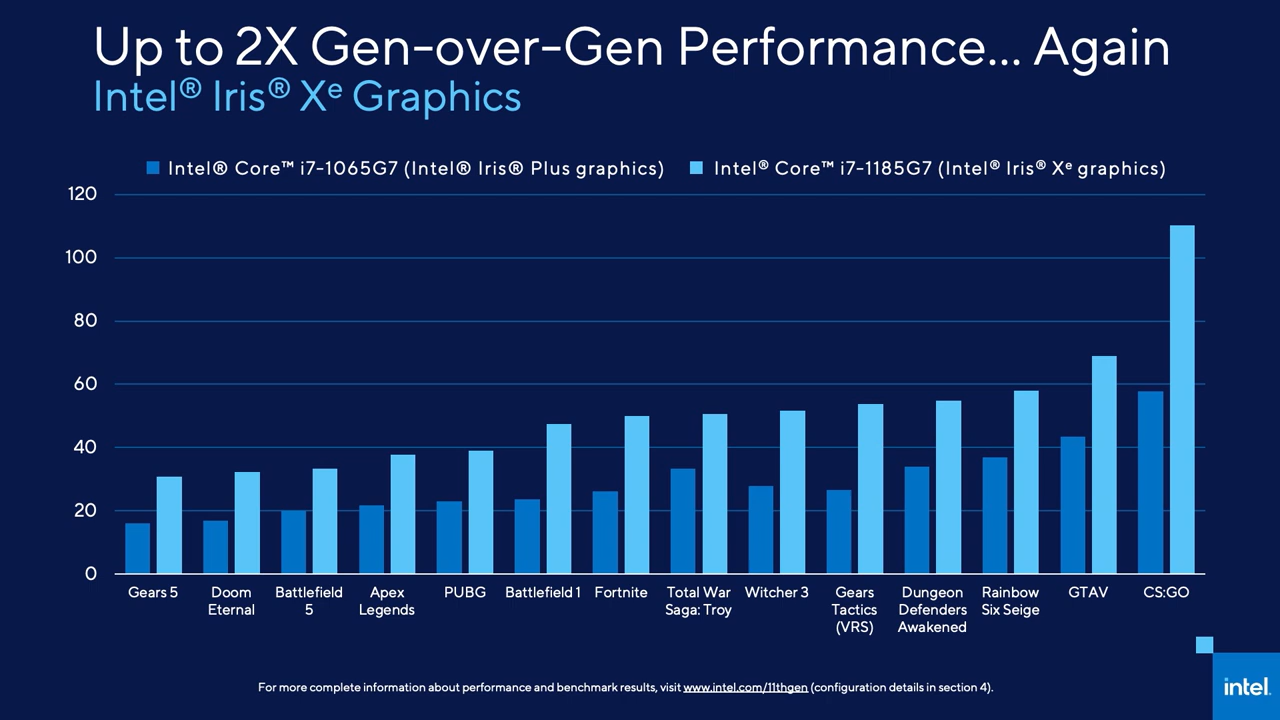 Up to 2X Gen-over-Gen Performance... Again
Intel® Iris® Xᵉ Graphics
Intel® Core™ i7-1065G7 (Intel® Iris® Plus graphics)
Intel® Core™ i7-1185G7 (Intel® Iris® Xᵉ graphics)
120
100
80
60
40
20
0
Gears 5
Doom
Eternal
Battlefield
5
Apex
Legends
PUBG
Battlefield 1
Fortnite
Total War
Saga: Troy
Witcher 3
Gears
Tactics
(VRS)
Dungeon
Defenders
Awakened
Rainbow
Six Seige
GTAV
CS:GO
For more complete information about performance and benchmark results, visit www.intel.com/11thgen (configuration details in section 4).
intel.